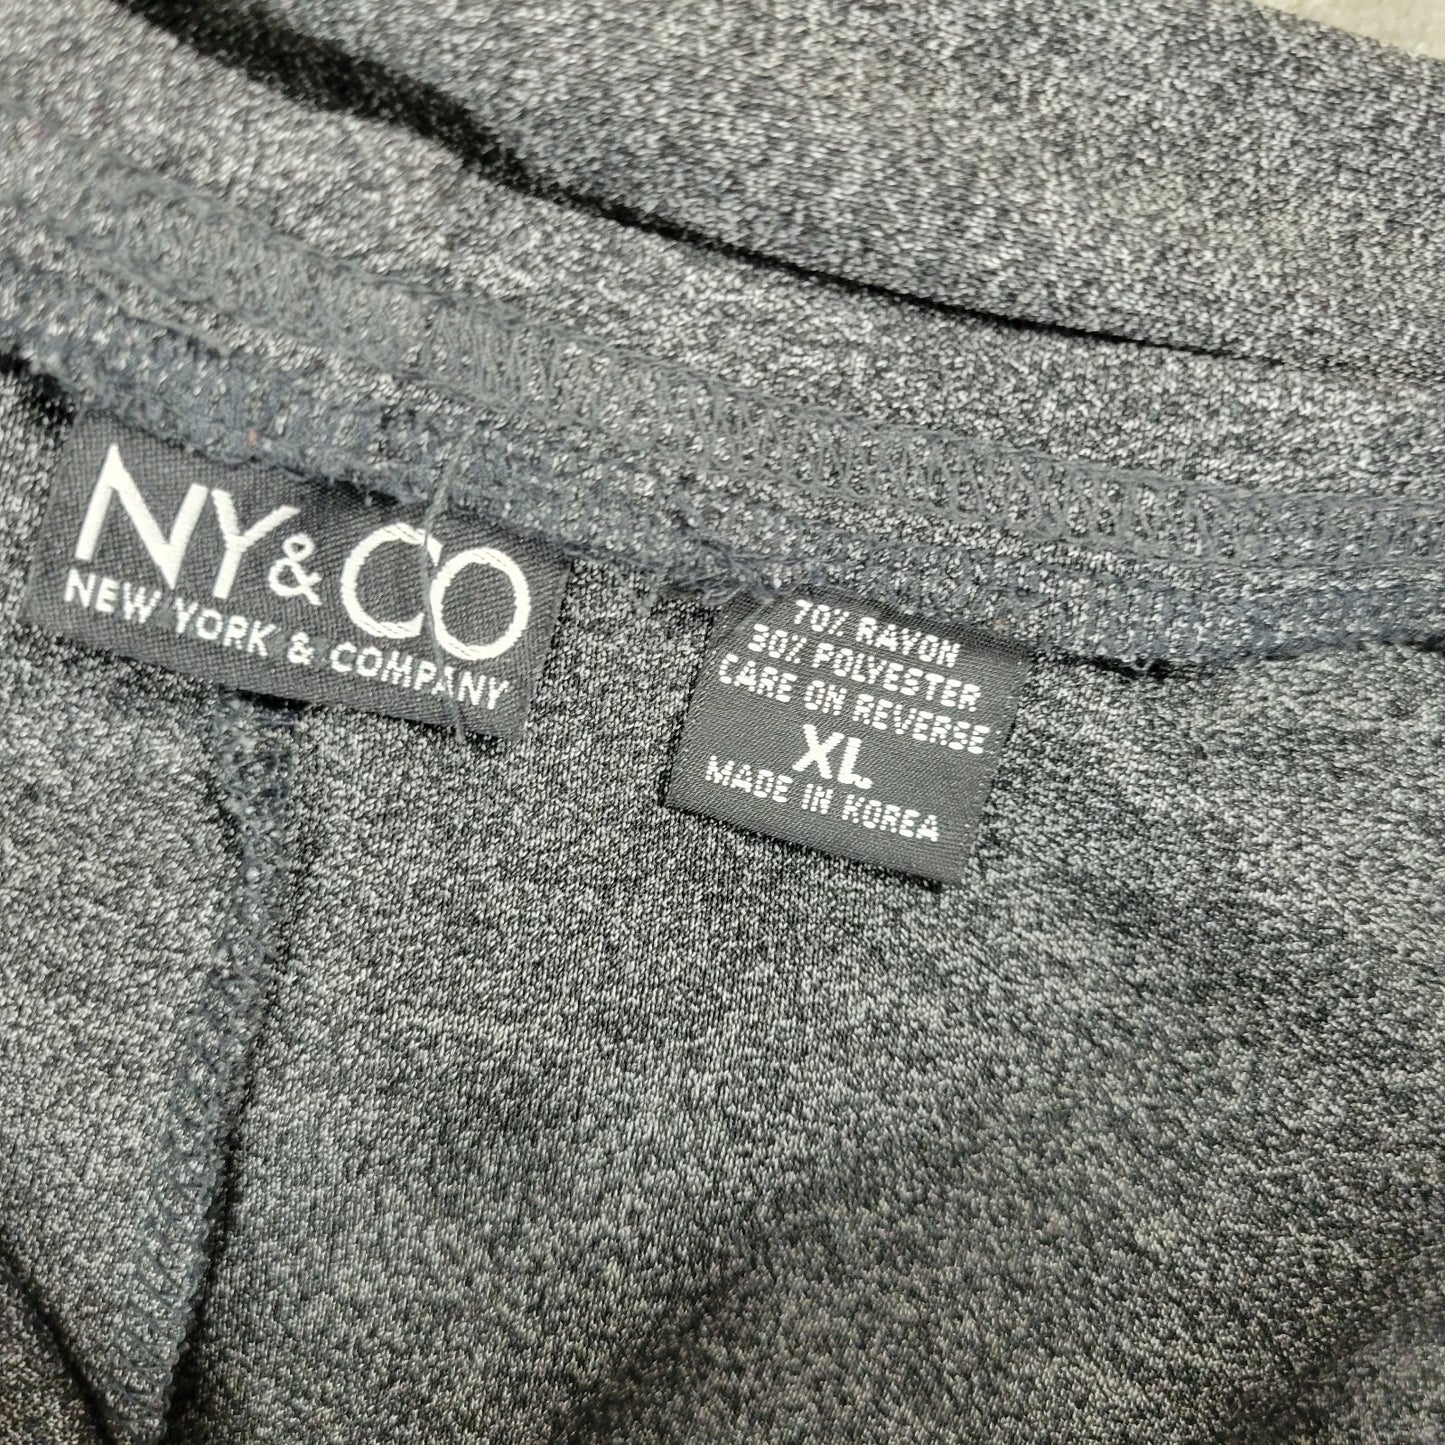 NY&CO
NEW YORK & COMPANY
70% RAYON
30% POLYESTER
CARE ON REVERSE
XL
MADE IN KOREA